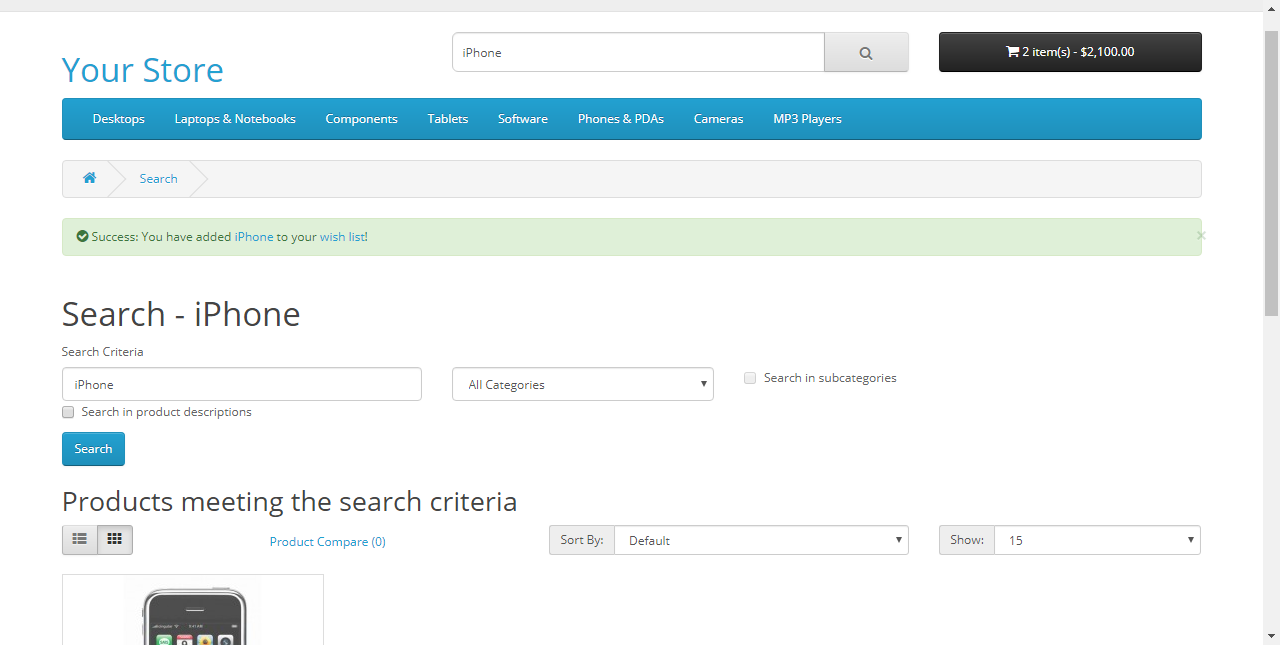 iPhone
2 item(s) - $2,100.00
Your Store
Desktops Laptops & Notebooks Components Tablets Software Phones & PDAs Cameras MP3 Players
Search
Success: You have added iPhone to your wish list!
×
Search - iPhone
Search Criteria
iPhone All Categories Search in subcategories
Search in product descriptions
Search
Products meeting the search criteria
Product Compare (0) Sort By: Default Show: 15